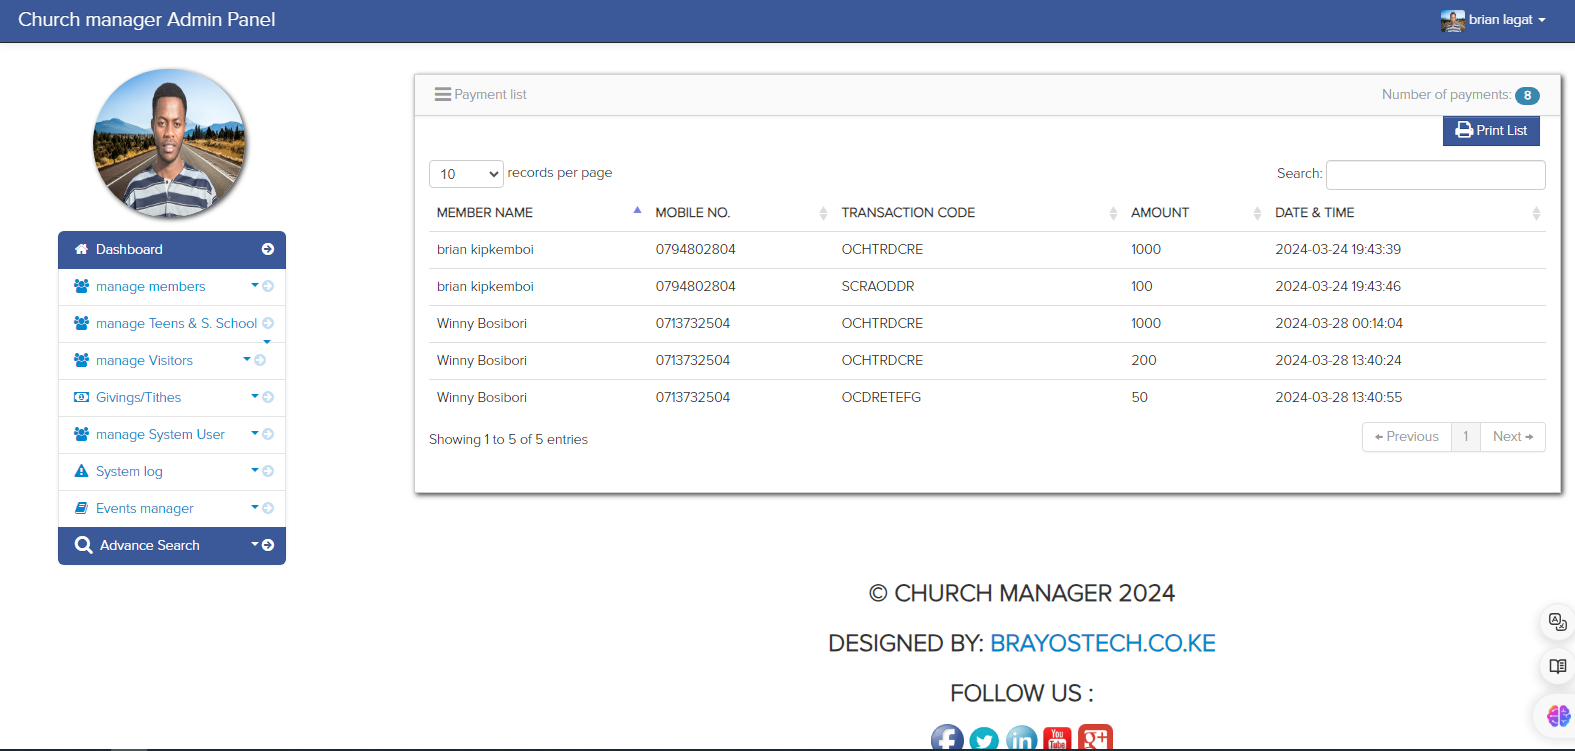 Church manager Admin Panel
brian lagat
Payment list
Number of payments: 8
Print List
10 records per page
Search:
MEMBER NAME MOBILE NO. TRANSACTION CODE AMOUNT DATE & TIME
brian kipkemboi 0794802804 OCHTRDCRE 1000 2024-03-24 19:43:39
brian kipkemboi 0794802804 SCRAODDR 100 2024-03-24 19:43:46
Winny Bosibori 0713732504 OCHTRDCRE 1000 2024-03-28 00:14:04
Winny Bosibori 0713732504 OCHTRDCRE 200 2024-03-28 13:40:24
Winny Bosibori 0713732504 OCDRETEFG 50 2024-03-28 13:40:55
Showing 1 to 5 of 5 entries
← Previous 1 Next →
Dashboard
manage members
manage Teens & S. School
manage Visitors
Givings/Tithes
manage System User
System log
Events manager
Advance Search
© CHURCH MANAGER 2024
DESIGNED BY: BRAYOSTECH.CO.KE
FOLLOW US :
f in You Tube g+